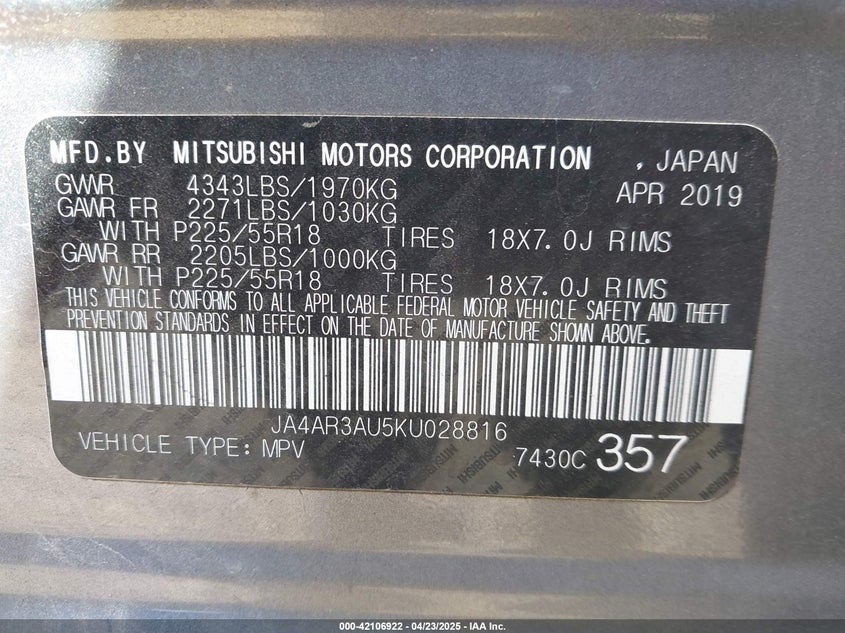 MFD.BY MITSUBISHI MOTORS CORPORATION , JAPAN
GVWR 4343LBS/1970KG APR 2019
GAWR FR 2271LBS/1030KG
WITH P225/55R18 TIRES 18X7.0J RIMS
GAWR RR 2205LBS/1000KG
WITH P225/55R18 TIRES 18X7.0J RIMS
THIS VEHICLE CONFORMS TO ALL APPLICABLE FEDERAL MOTOR VEHICLE SAFETY AND THEFT
PREVENTION STANDARDS IN EFFECT ON THE DATE OF MANUFACTURE SHOWN ABOVE.
JA4AR3AU5KU028816
VEHICLE TYPE: MPV 7430C 357
000-42106922 - 04/23/2025 - IAA Inc.